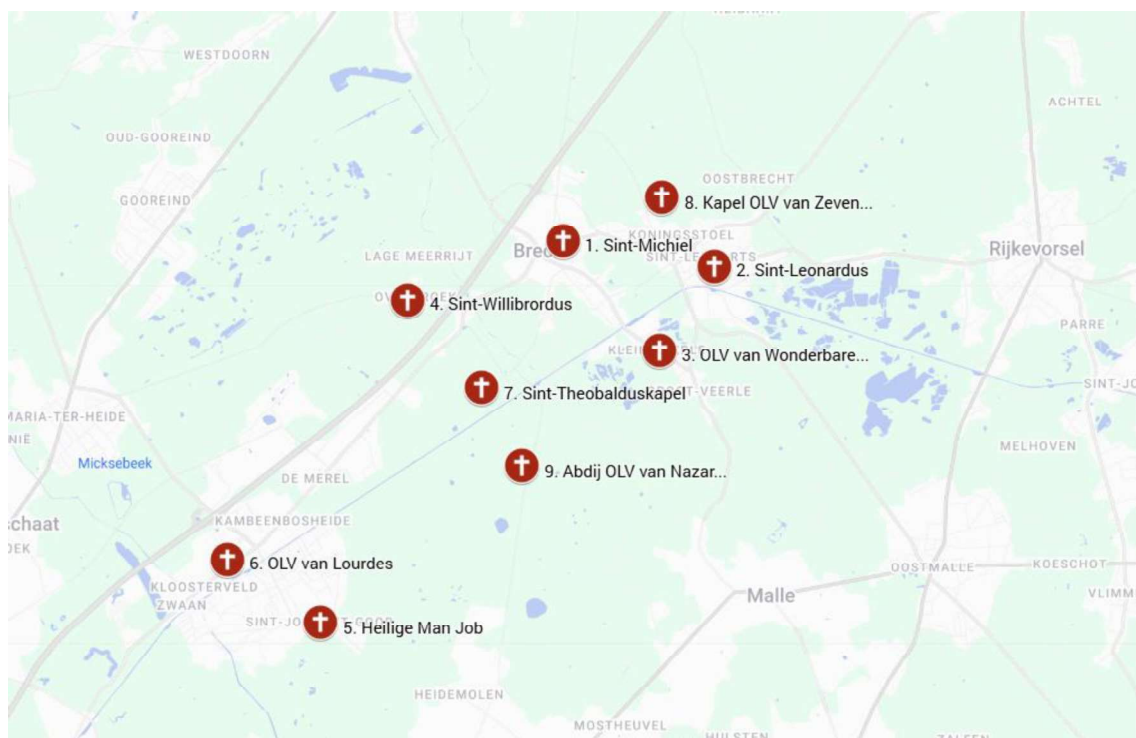 WESTDOORN
ACHTEL
OUD-GOOREIND
GOOREIND
OOSTBRECHT
8. Kapel OLV van Zeven...
KONINGSSTOEL
1. Sint-Michiel
Rijkevorsel
LAGE MEERRIJT
2. Sint-Leonardus
4. Sint-Willibrordus
PARRE
3. OLV van Wonderbare...
7. Sint-Theobalduskapel
MARIA-TER-HEIDE
MELHOVEN
Micksebeek
9. Abdij OLV van Nazar...
DE MEREL
KAMBEENBOSHEIDE
6. OLV van Lourdes
OOSTMALLE
KOESCHOT
KLOOSTERVELD
ZWAAN
Malle
5. Heilige Man Job
HEIDEMOLEN
MOSTHEUVEL